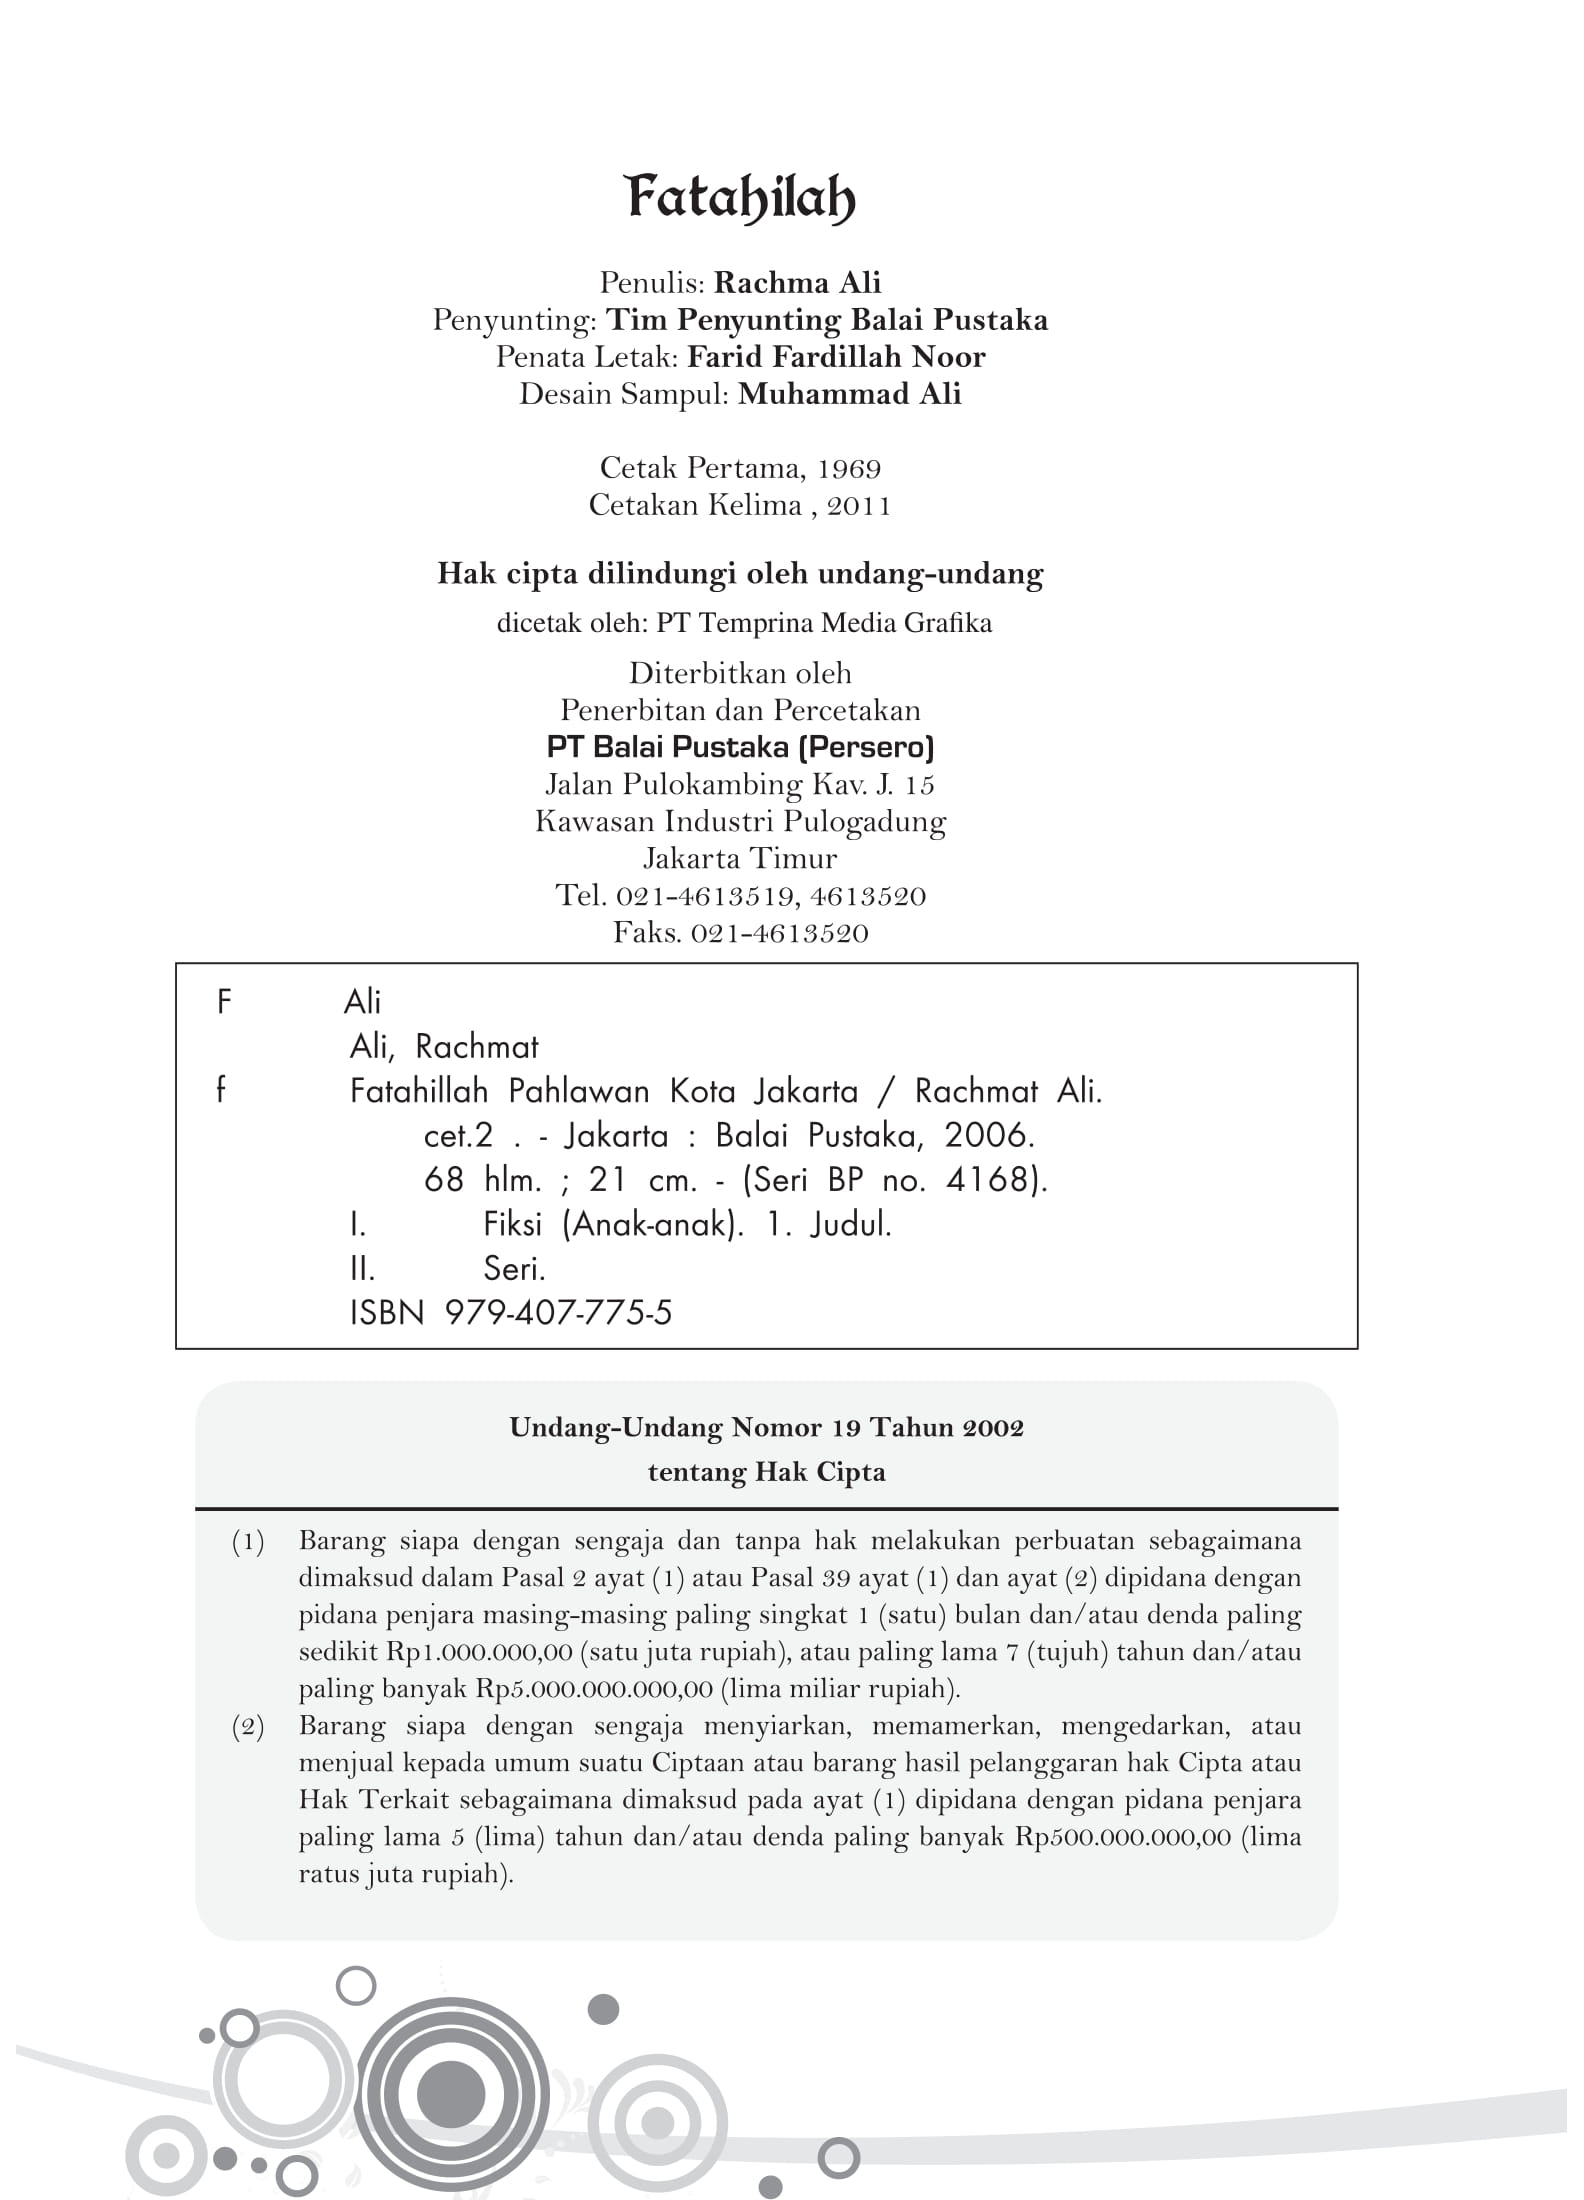 Fatahilah
Penulis: Rachma Ali
Penyunting: Tim Penyunting Balai Pustaka
Penata Letak: Farid Fardillah Noor
Desain Sampul: Muhammad Ali
Cetak Pertama, 1969
Cetakan Kelima , 2011
Hak cipta dilindungi oleh undang-undang
dicetak oleh: PT Temprina Media Grafika
Diterbitkan oleh
Penerbitan dan Percetakan
PT Balai Pustaka (Persero)
Jalan Pulokambing Kav. J. 15
Kawasan Industri Pulogadung
Jakarta Timur
Tel. 021-4613519, 4613520
Faks. 021-4613520
F Ali
Ali, Rachmat
f Fatahillah Pahlawan Kota Jakarta / Rachmat Ali.
cet.2 . - Jakarta : Balai Pustaka, 2006.
68 hlm. ; 21 cm. - (Seri BP no. 4168).
I. Fiksi (Anak-anak). 1. Judul.
II. Seri.
ISBN 979-407-775-5
Undang-Undang Nomor 19 Tahun 2002
tentang Hak Cipta
(1) Barang siapa dengan sengaja dan tanpa hak melakukan perbuatan sebagaimana
dimaksud dalam Pasal 2 ayat (1) atau Pasal 39 ayat (1) dan ayat (2) dipidana dengan
pidana penjara masing-masing paling singkat 1 (satu) bulan dan/atau denda paling
sedikit Rp1.000.000,00 (satu juta rupiah), atau paling lama 7 (tujuh) tahun dan/atau
paling banyak Rp5.000.000.000,00 (lima miliar rupiah).
(2) Barang siapa dengan sengaja menyiarkan, memamerkan, mengedarkan, atau
menjual kepada umum suatu Ciptaan atau barang hasil pelanggaran hak Cipta atau
Hak Terkait sebagaimana dimaksud pada ayat (1) dipidana dengan pidana penjara
paling lama 5 (lima) tahun dan/atau denda paling banyak Rp500.000.000,00 (lima
ratus juta rupiah).